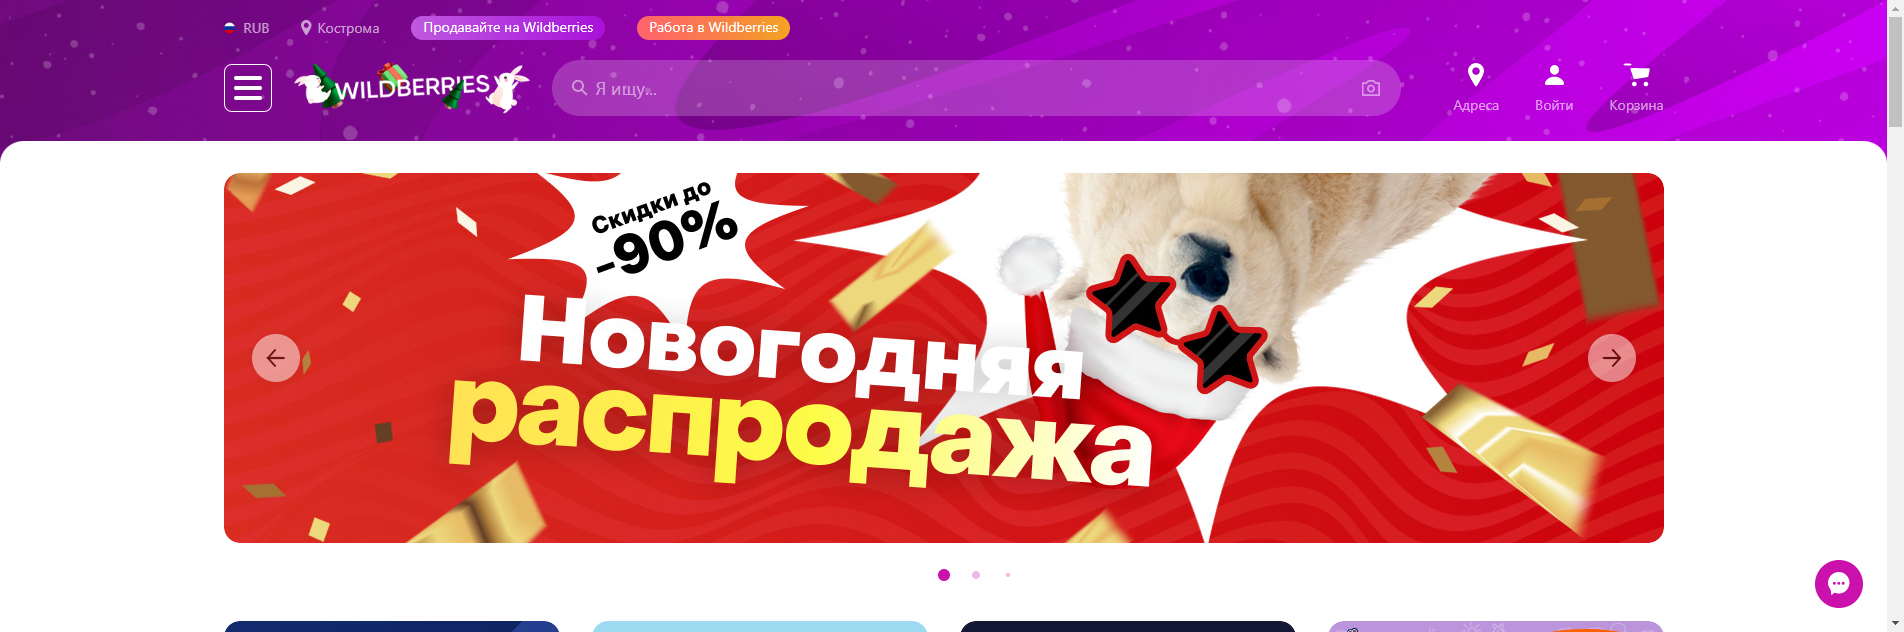 RUB
Кострома
Продавайте на Wildberries
Работа в Wildberries
WILDBERRIES
Я ищу...
Адреса
Войти
Корзина
Скидки до
-90%
Новогодняя
распродажа